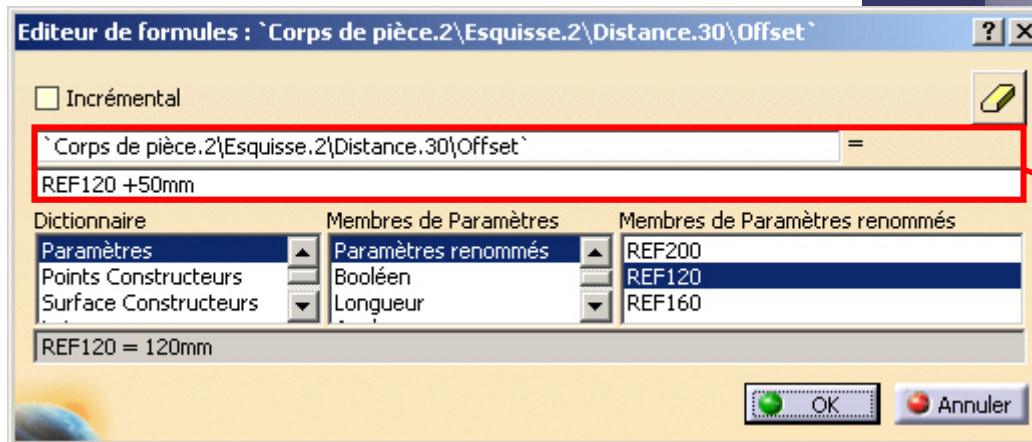 Editeur de formules : `Corps de pièce.2\Esquisse.2\Distance.30\Offset`
Incrémental
`Corps de pièce.2\Esquisse.2\Distance.30\Offset` =
REF120 +50mm
Dictionnaire Membres de Paramètres Membres de Paramètres renommés
Paramètres Paramètres renommés REF200
Points Constructeurs Booléen REF120
Surface Constructeurs Longueur REF160
REF120 = 120mm
OK Annuler